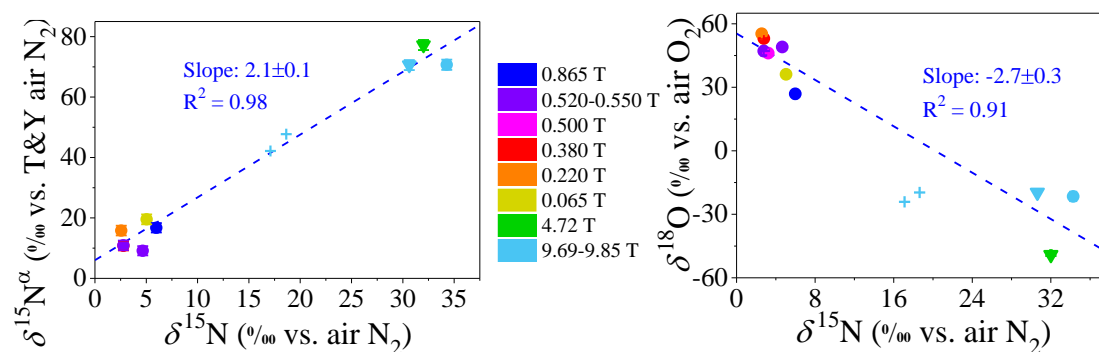 δ¹⁵Nᵅ (‰ vs. T&Y air N₂)
80
60
40
20
0
Slope: 2.1±0.1
R² = 0.98
0 5 10 15 20 25 30 35
δ¹⁵N (‰ vs. air N₂)
0.865 T
0.520-0.550 T
0.500 T
0.380 T
0.220 T
0.065 T
4.72 T
9.69-9.85 T
δ¹⁸O (‰ vs. air O₂)
60
30
0
-30
-60
Slope: -2.7±0.3
R² = 0.91
0 8 16 24 32
δ¹⁵N (‰ vs. air N₂)